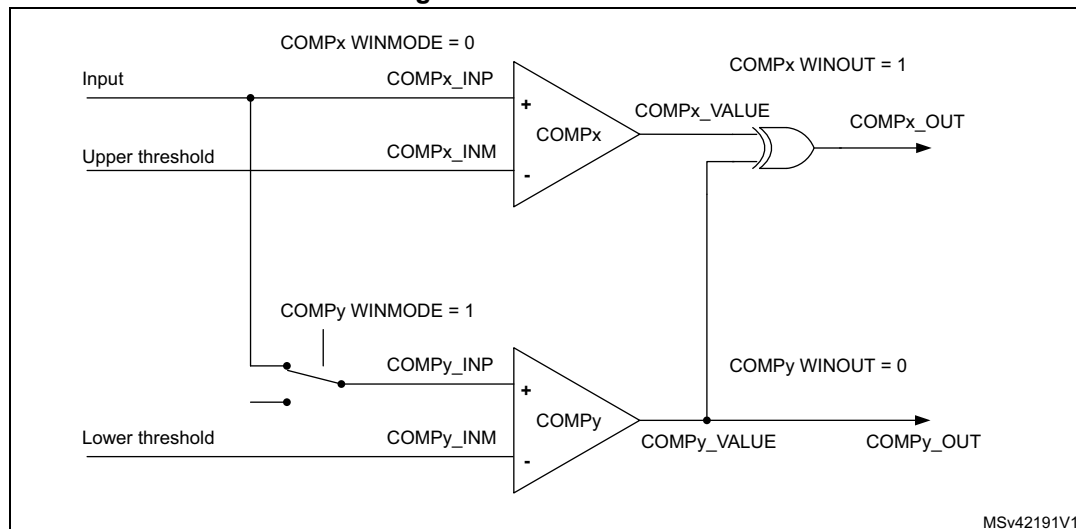 COMPx WINMODE = 0
COMPx WINOUT = 1
Input
COMPx_INP
+
COMPx_VALUE
COMPx_OUT
COMPx
Upper threshold
COMPx_INM
-
COMPy WINMODE = 1
COMPy_INP
COMPy WINOUT = 0
+
COMPy
Lower threshold
COMPy_INM
COMPy_VALUE
COMPy_OUT
-
MSv42191V1